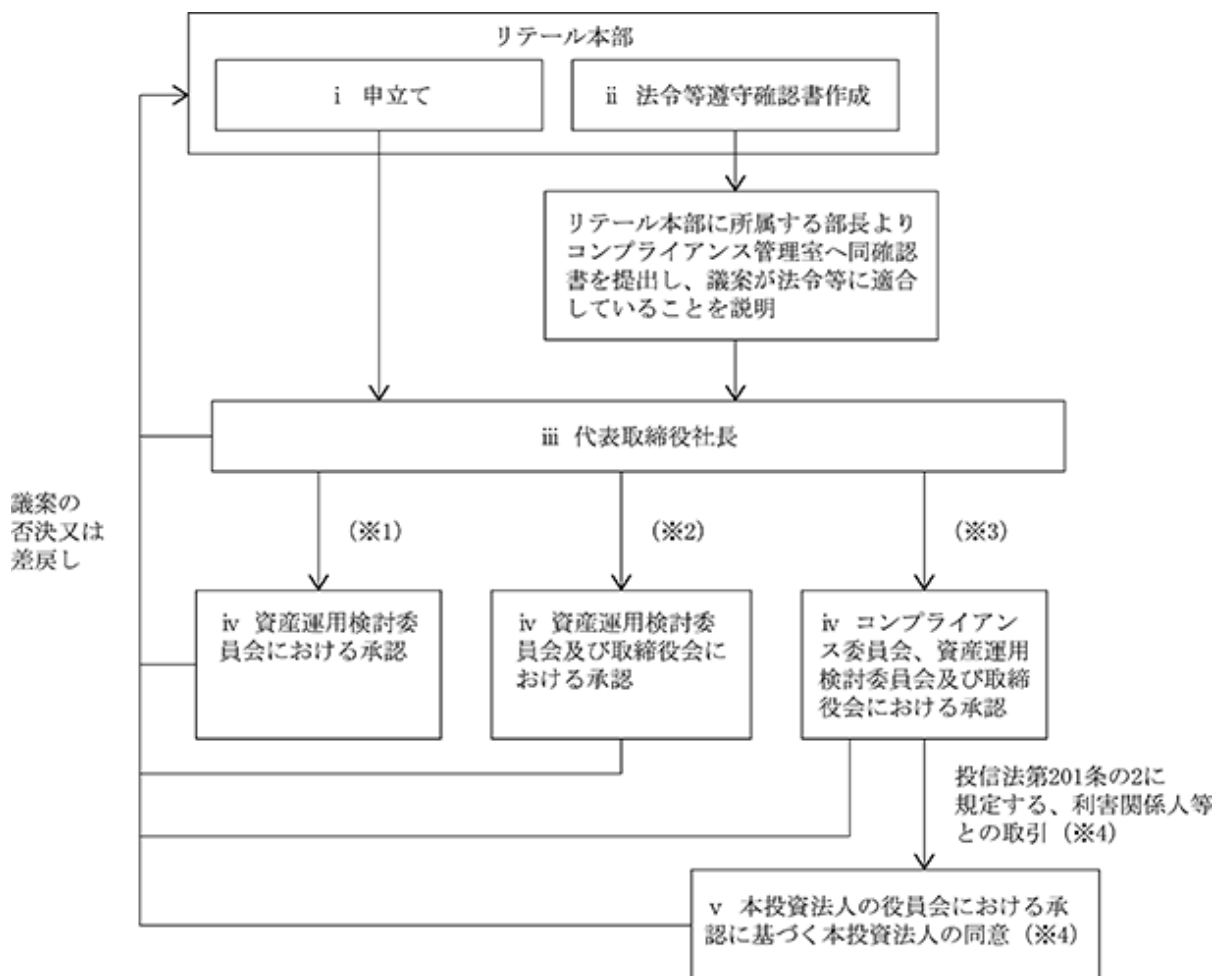 リテール本部
i 申立て
ii 法令等遵守確認書作成
リテール本部に所属する部長より
コンプライアンス管理室へ同確認
書を提出し、議案が法令等に適合
していることを説明
iii 代表取締役社長
議案の
否決又は
差戻し
(※1)
(※2)
(※3)
iv 資産運用検討委
員会における承認
iv 資産運用検討委
員会及び取締役会に
おける承認
iv コンプライアン
ス委員会、資産運用
検討委員会及び取締
役会における承認
投信法第201条の2に
規定する、利害関係人等
との取引（※4）
v 本投資法人の役員会における承
認に基づく本投資法人の同意（※4）